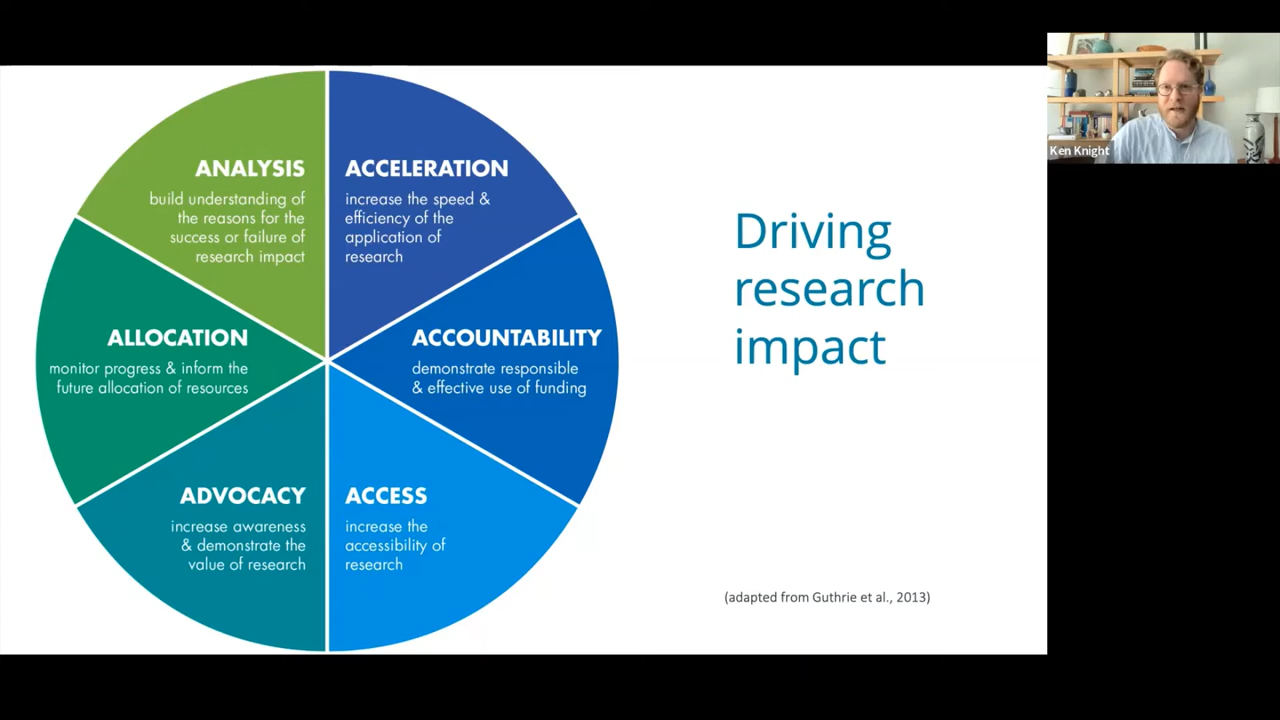 ANALYSIS
build understanding of
the reasons for the
success or failure of
research impact
ACCELERATION
increase the speed &
efficiency of the
application of
research
ALLOCATION
monitor progress & inform the
future allocation of resources
ACCOUNTABILITY
demonstrate responsible
& effective use of funding
ADVOCACY
increase awareness
& demonstrate the
value of research
ACCESS
increase the
accessibility of
research
Driving
research
impact
(adapted from Guthrie et al., 2013)
Ken Knight